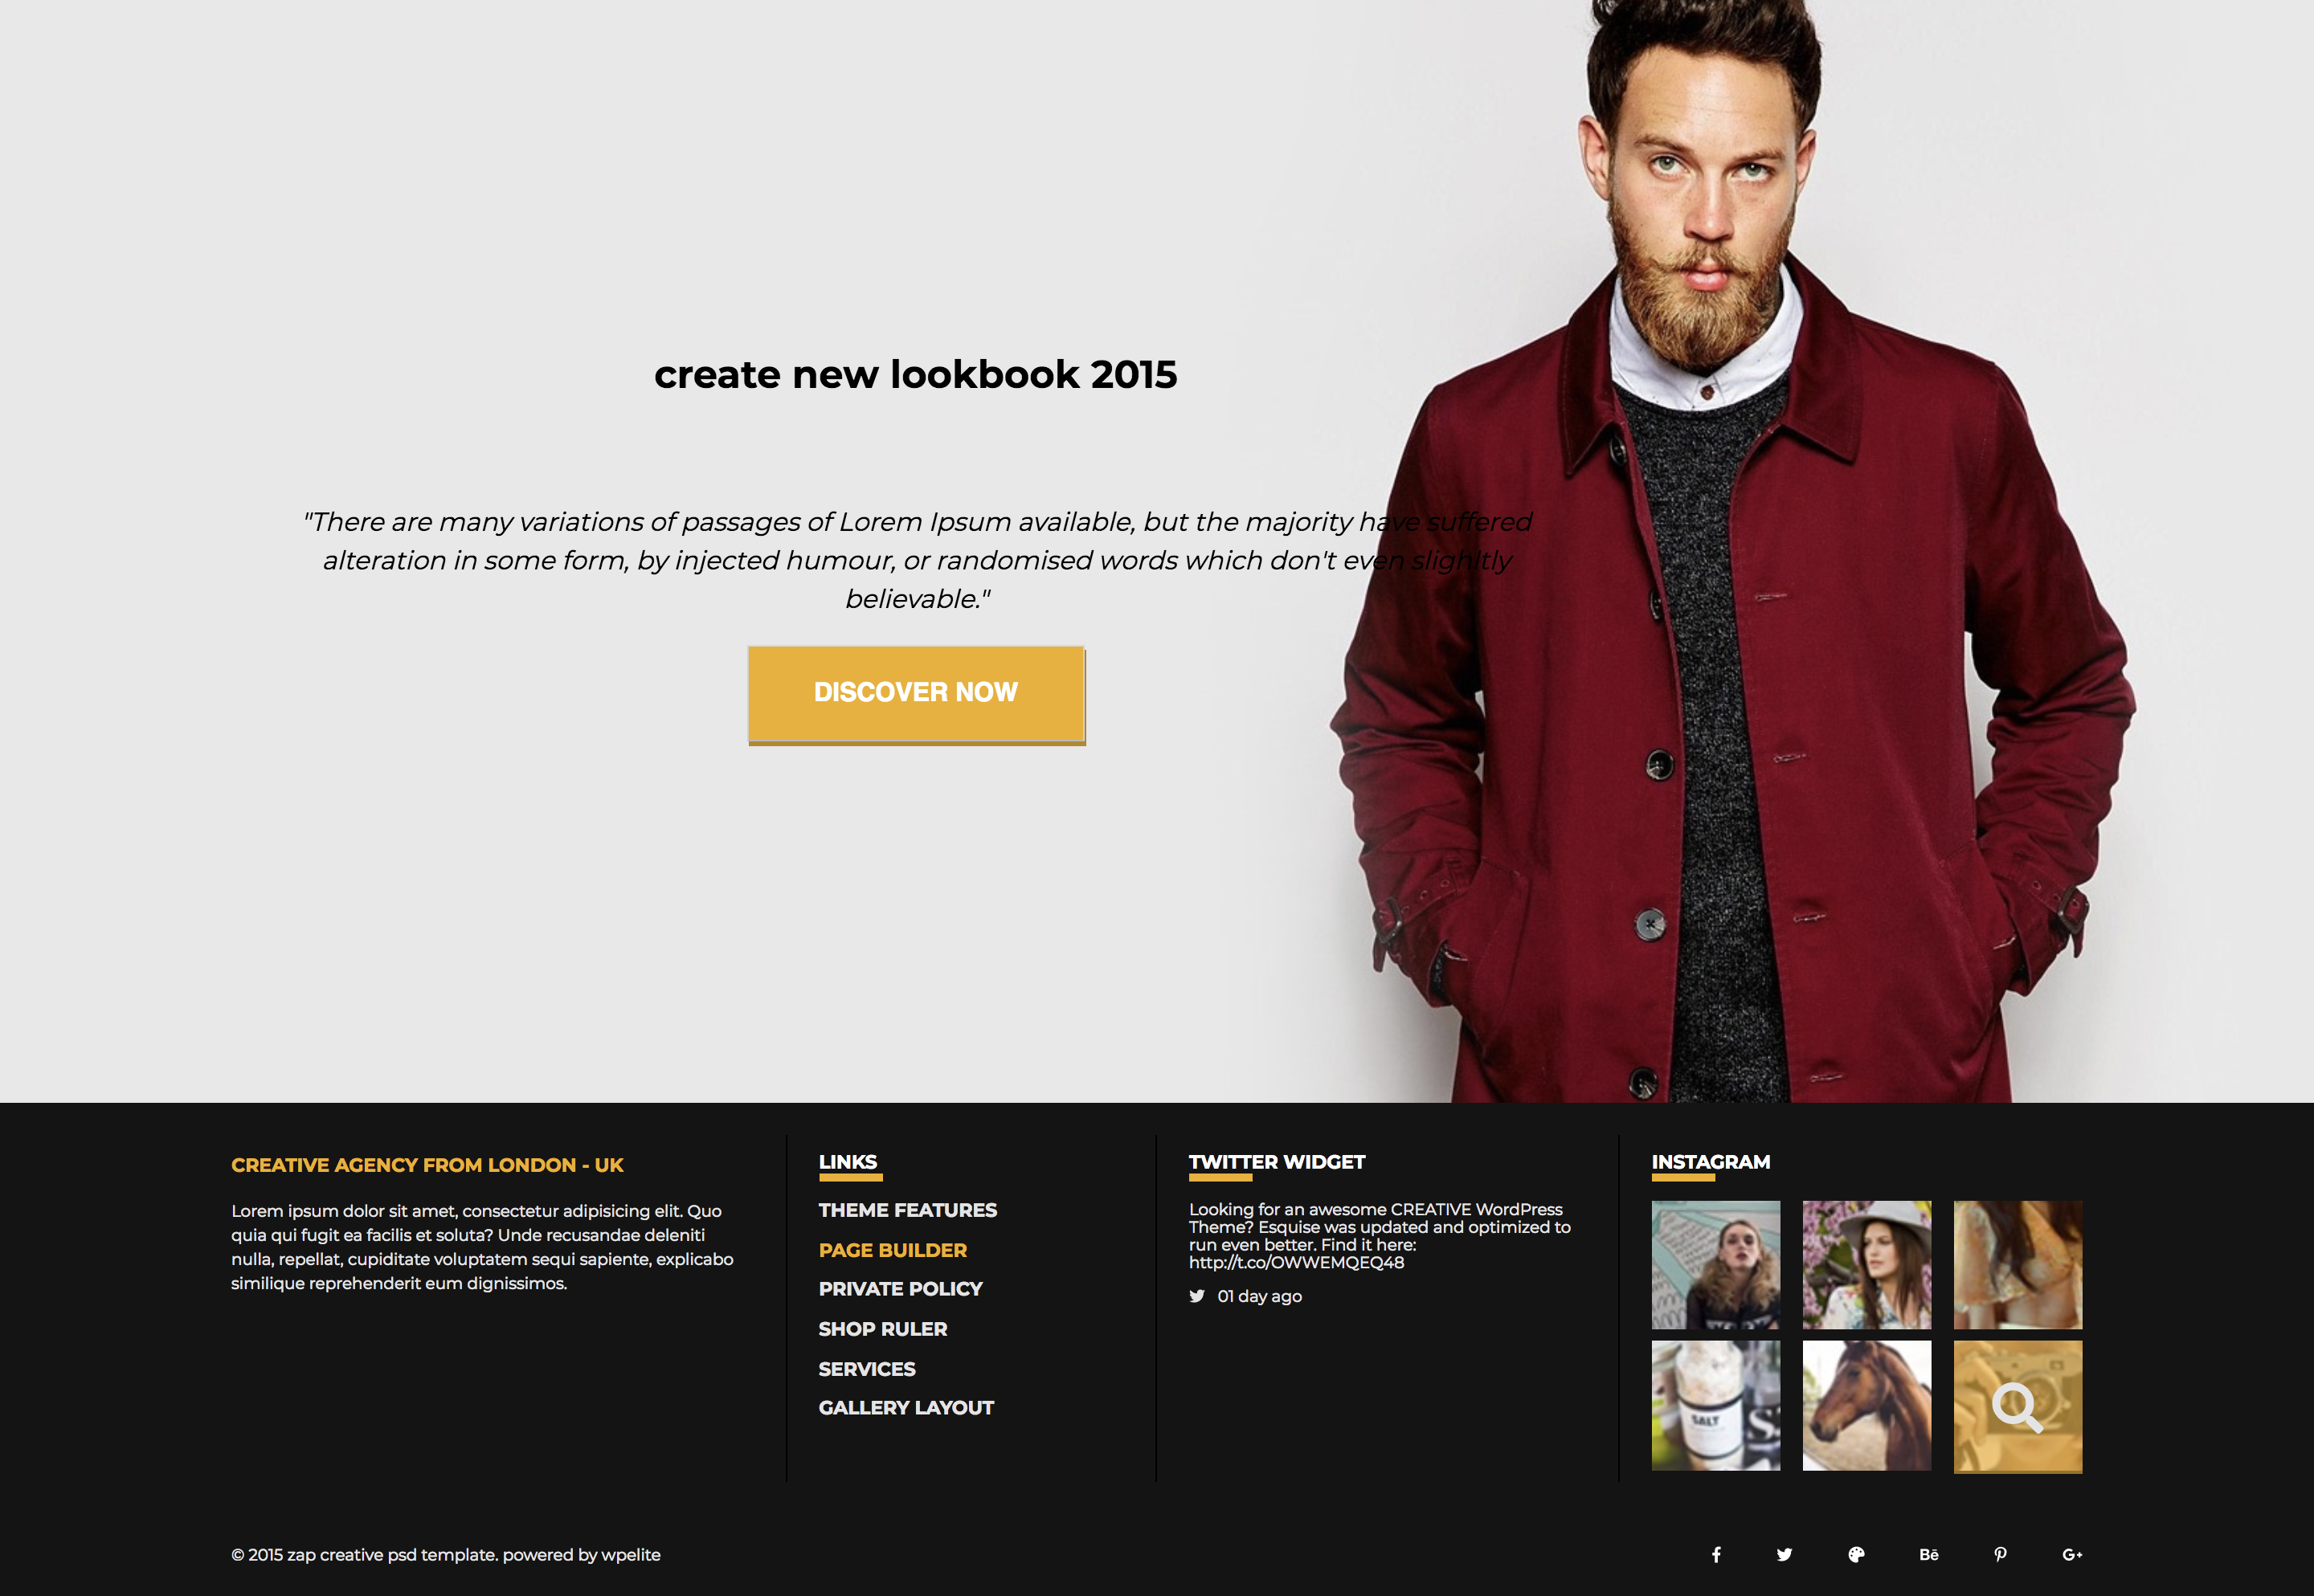 create new lookbook 2015
"There are many variations of passages of Lorem Ipsum available, but the majority have suffered
alteration in some form, by injected humour, or randomised words which don't even slighltly
believable."
DISCOVER NOW
CREATIVE AGENCY FROM LONDON - UK
Lorem ipsum dolor sit amet, consectetur adipisicing elit. Quo
quia qui fugit ea facilis et soluta? Unde recusandae deleniti
nulla, repellat, cupiditate voluptatem sequi sapiente, explicabo
similique reprehenderit eum dignissimos.
LINKS
THEME FEATURES
PAGE BUILDER
PRIVATE POLICY
SHOP RULER
SERVICES
GALLERY LAYOUT
TWITTER WIDGET
Looking for an awesome CREATIVE WordPress
Theme? Esquise was updated and optimized to
run even better. Find it here:
http://t.co/OWWEMQEQ48
01 day ago
INSTAGRAM
SALT
© 2015 zap creative psd template. powered by wpelite
Bē
G+